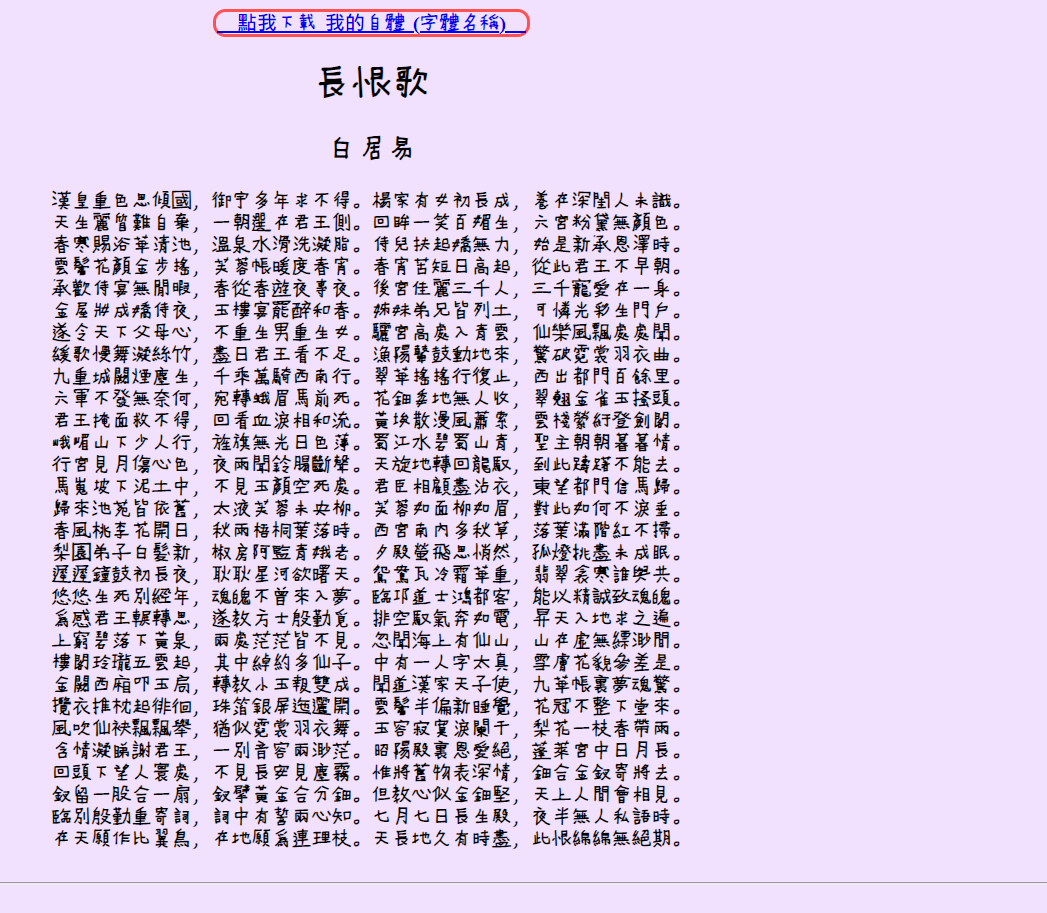 點我下載 我的自體 (字體名稱)
長恨歌
白居易
漢皇重色思傾國, 御宇多年求不得。 楊家有女初長成, 養在深閨人未識。
天生麗質難自棄, 一朝選在君王側。 回眸一笑百媚生, 六宮粉黛無顏色。
春寒賜浴華清池, 溫泉水滑洗凝脂。 侍兒扶起嬌無力, 始是新承恩澤時。
雲鬢花顏金步搖, 芙蓉帳暖度春宵。 春宵苦短日高起, 從此君王不早朝。
承歡侍宴無閒暇, 春從春遊夜專夜。 後宮佳麗三千人, 三千寵愛在一身。
金屋妝成嬌侍夜, 玉樓宴罷醉和春。 姊妹弟兄皆列土, 可憐光彩生門戶。
遂令天下父母心, 不重生男重生女。 驪宮高處入青雲, 仙樂風飄處處聞。
緩歌慢舞凝絲竹, 盡日君王看不足。 漁陽鼙鼓動地來, 驚破霓裳羽衣曲。
九重城闕煙塵生, 千乘萬騎西南行。 翠華搖搖行復止, 西出都門百餘里。
六軍不發無奈何, 宛轉蛾眉馬前死。 花鈿委地無人收, 翠翹金雀玉搔頭。
君王掩面救不得, 回看血淚相和流。 黃埃散漫風蕭索, 雲棧縈紆登劍閣。
峨嵋山下少人行, 旌旗無光日色薄。 蜀江水碧蜀山青, 聖主朝朝暮暮情。
行宮見月傷心色, 夜雨聞鈴腸斷聲。 天旋地轉回龍馭, 到此躊躇不能去。
馬嵬坡下泥土中, 不見玉顏空死處。 君臣相顧盡沾衣, 東望都門信馬歸。
歸來池苑皆依舊, 太液芙蓉未央柳。 芙蓉如面柳如眉, 對此如何不淚垂。
春風桃李花開日, 秋雨梧桐葉落時。 西宮南內多秋草, 落葉滿階紅不掃。
梨園弟子白髮新, 椒房阿監青娥老。 夕殿螢飛思悄然, 孤燈挑盡未成眠。
遲遲鐘鼓初長夜, 耿耿星河欲曙天。 鴛鴦瓦冷霜華重, 翡翠衾寒誰與共。
悠悠生死別經年, 魂魄不曾來入夢。 臨邛道士鴻都客, 能以精誠致魂魄。
為感君王輾轉思, 遂教方士殷勤覓。 排空馭氣奔如電, 昇天入地求之遍。
上窮碧落下黃泉, 兩處茫茫皆不見。 忽聞海上有仙山, 山在虛無縹渺間。
樓閣玲瓏五雲起, 其中綽約多仙子。 中有一人字太真, 雪膚花貌參差是。
金闕西廂叩玉扃, 轉教小玉報雙成。 聞道漢家天子使, 九華帳裏夢魂驚。
攬衣推枕起徘徊, 珠箔銀屏迤邐開。 雲鬢半偏新睡覺, 花冠不整下堂來。
風吹仙袂飄飄舉, 猶似霓裳羽衣舞。 玉容寂寞淚闌干, 梨花一枝春帶雨。
含情凝睇謝君王, 一別音容兩渺茫。 昭陽殿裏恩愛絕, 蓬萊宮中日月長。
回頭下望人寰處, 不見長安見塵霧。 惟將舊物表深情, 鈿合金釵寄將去。
釵留一股合一扇, 釵擘黃金合分鈿。 但教心似金鈿堅, 天上人間會相見。
臨別殷勤重寄詞, 詞中有誓兩心知。 七月七日長生殿, 夜半無人私語時。
在天願作比翼鳥, 在地願為連理枝。 天長地久有時盡, 此恨綿綿無絕期。